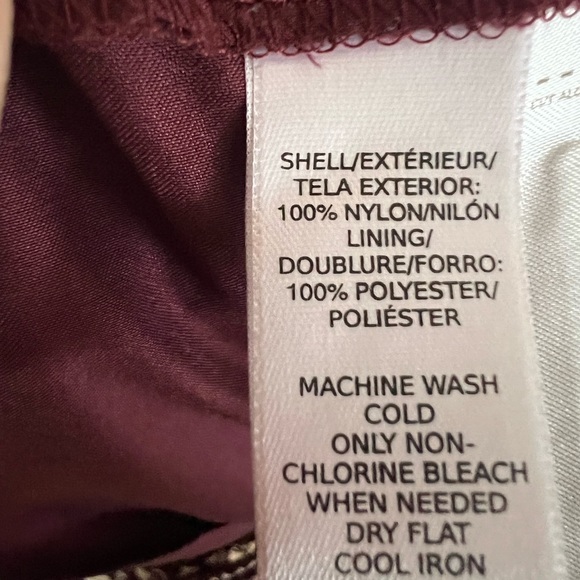 SHELL/EXTÉRIEUR/
TELA EXTERIOR:
100% NYLON/NILÓN
LINING/
DOUBLURE/FORRO:
100% POLYESTER/
POLIÉSTER
MACHINE WASH
COLD
ONLY NON-
CHLORINE BLEACH
WHEN NEEDED
DRY FLAT
COOL IRON
CUT